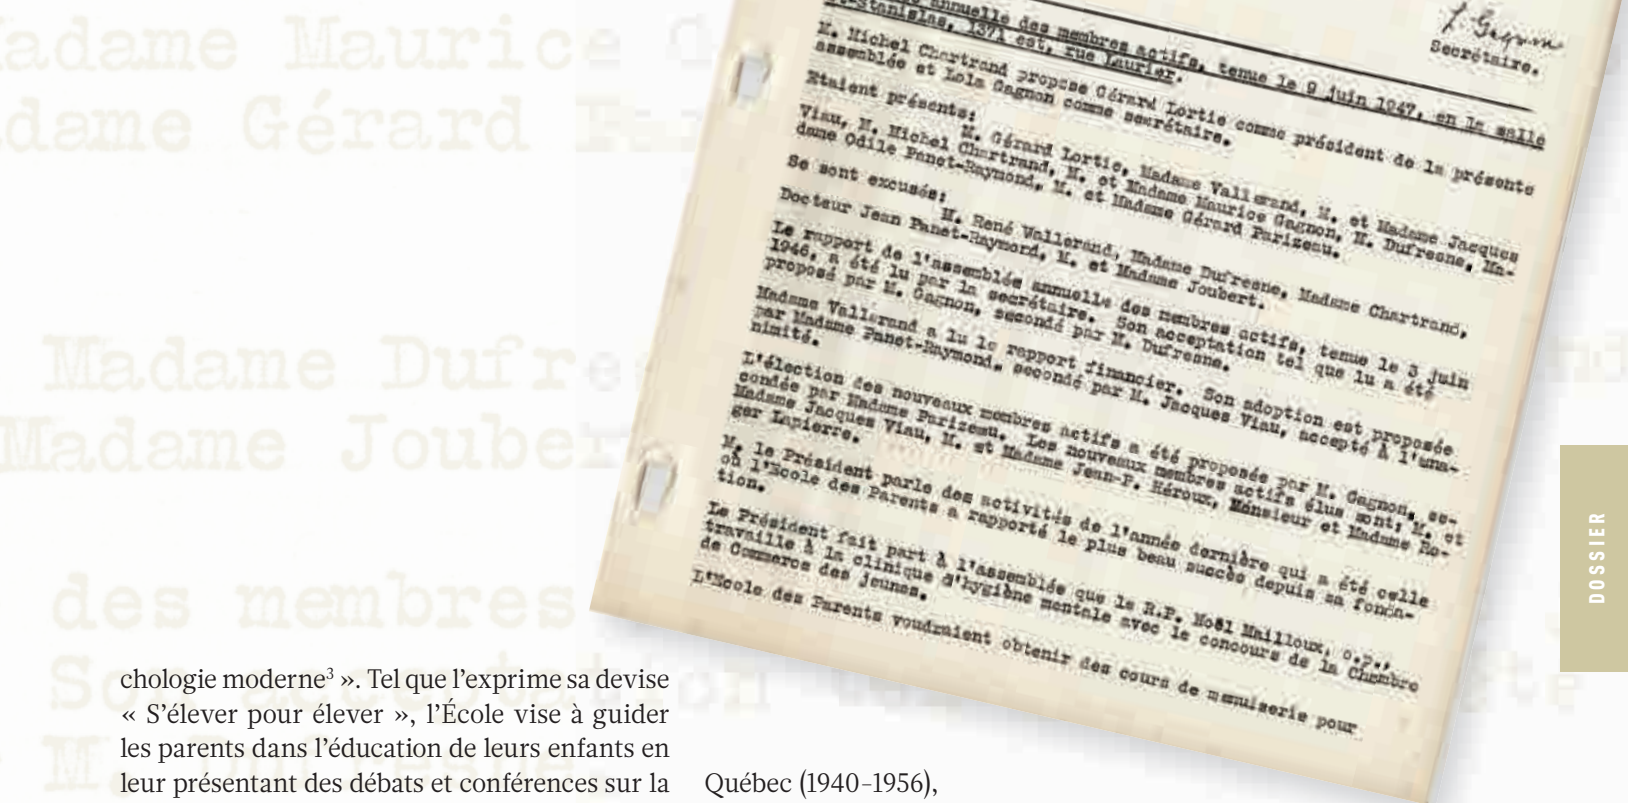 Madame Maurice
Madame Gérard
Madame Dufres
Madame Joubert
des membres
Son acceptation
M. Dufresne.
J. Gagnon
Secrétaire.
annuelle des membres actifs, tenue le 9 juin 1947, en la salle
St-Stanislas, 1371 est, rue Laurier.
M. Michel Chartrand propose Gérard Lortie comme président de la présente
assemblée et Lola Gagnon comme secrétaire.
Etaient présents:
M. Gérard Lortie, Madame Vallerand, M. et Madame Jacques
Viau, M. Michel Chartrand, M. et Madame Maurice Gagnon, M. Dufresne, Ma-
dame Odile Panet-Raymond, M. et Madame Gérard Parizeau.
Se sont excusés:
M. René Vallerand, Madame Dufresne, Madame Chartrand,
Docteur Jean Panet-Raymond, M. et Madame Joubert.
Le rapport de l'assemblée annuelle des membres actifs, tenue le 3 juin
1946, a été lu par la secrétaire. Son acceptation tel que lu a été
proposé par M. Gagnon, secondé par M. Dufresne.
Madame Vallerand a lu le rapport financier. Son adoption est proposée
par Madame Panet-Raymond, secondé par M. Jacques Viau, accepté à l'una-
nimité.
L'élection des nouveaux membres actifs a été proposée par M. Gagnon, se-
condée par Madame Parizeau. Les nouveaux membres actifs élus sont: M. et
Madame Jacques Viau, M. et Madame Jean-P. Héroux, Monsieur et Madame Ro-
ger Lapierre.
M. le Président parle des activités de l'année dernière qui a été celle
où l'Ecole des Parents a rapporté le plus beau succès depuis sa fonda-
tion.
Le Président fait part à l'assemblée que le R.P. Noël Mailloux, o.p.,
travaille à la clinique d'hygiène mentale avec le concours de la Chambre
de Commerce des jeunes.
L'Ecole des Parents voudraient obtenir des cours de menuiserie pour
DOSSIER
chologie moderne³ ». Tel que l'exprime sa devise
« S'élever pour élever », l'École vise à guider
les parents dans l'éducation de leurs enfants en
leur présentant des débats et conférences sur la
Québec (1940-1956),